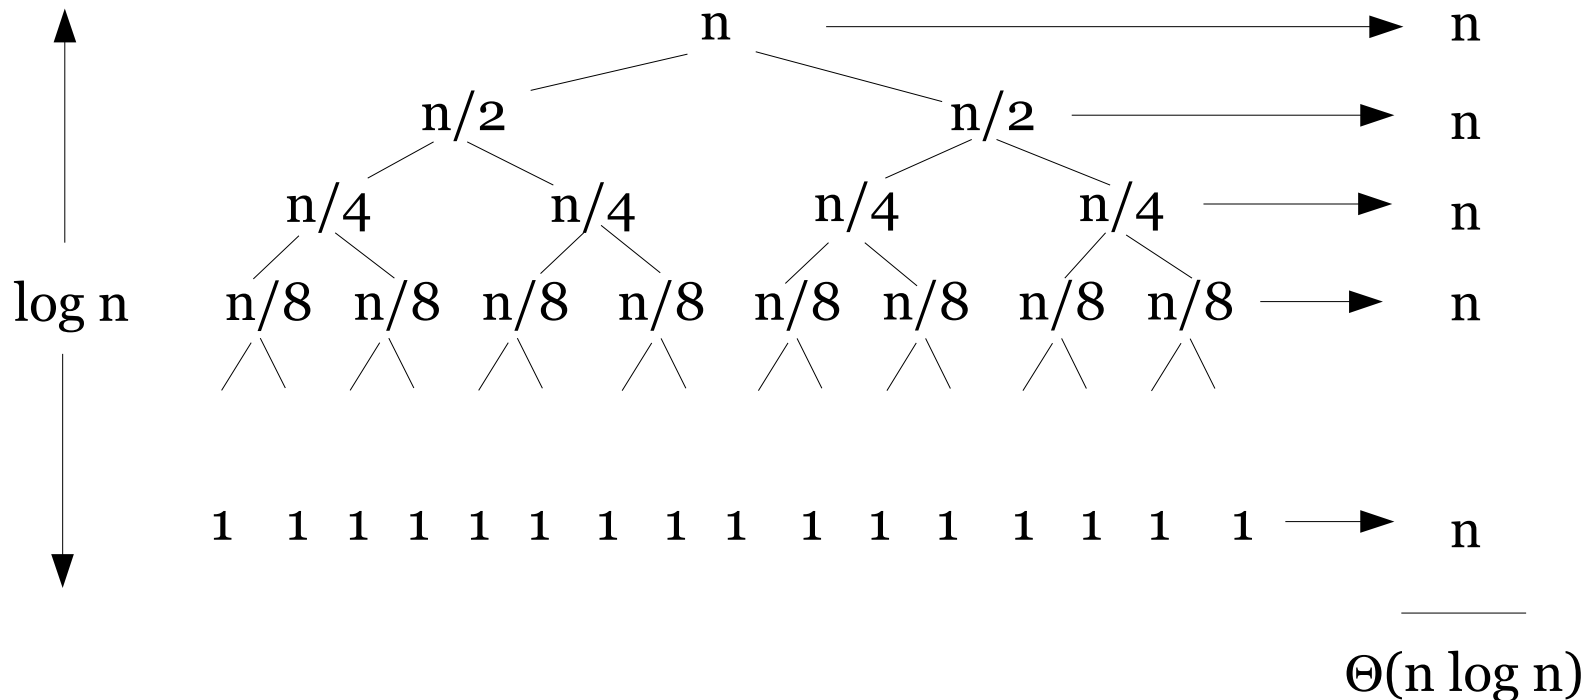 n n
n/2 n/2 n
n/4 n/4 n/4 n/4 n
log n n/8 n/8 n/8 n/8 n/8 n/8 n/8 n/8 n
1 1 1 1 1 1 1 1 1 1 1 1 1 1 1 1 n
Θ(n log n)